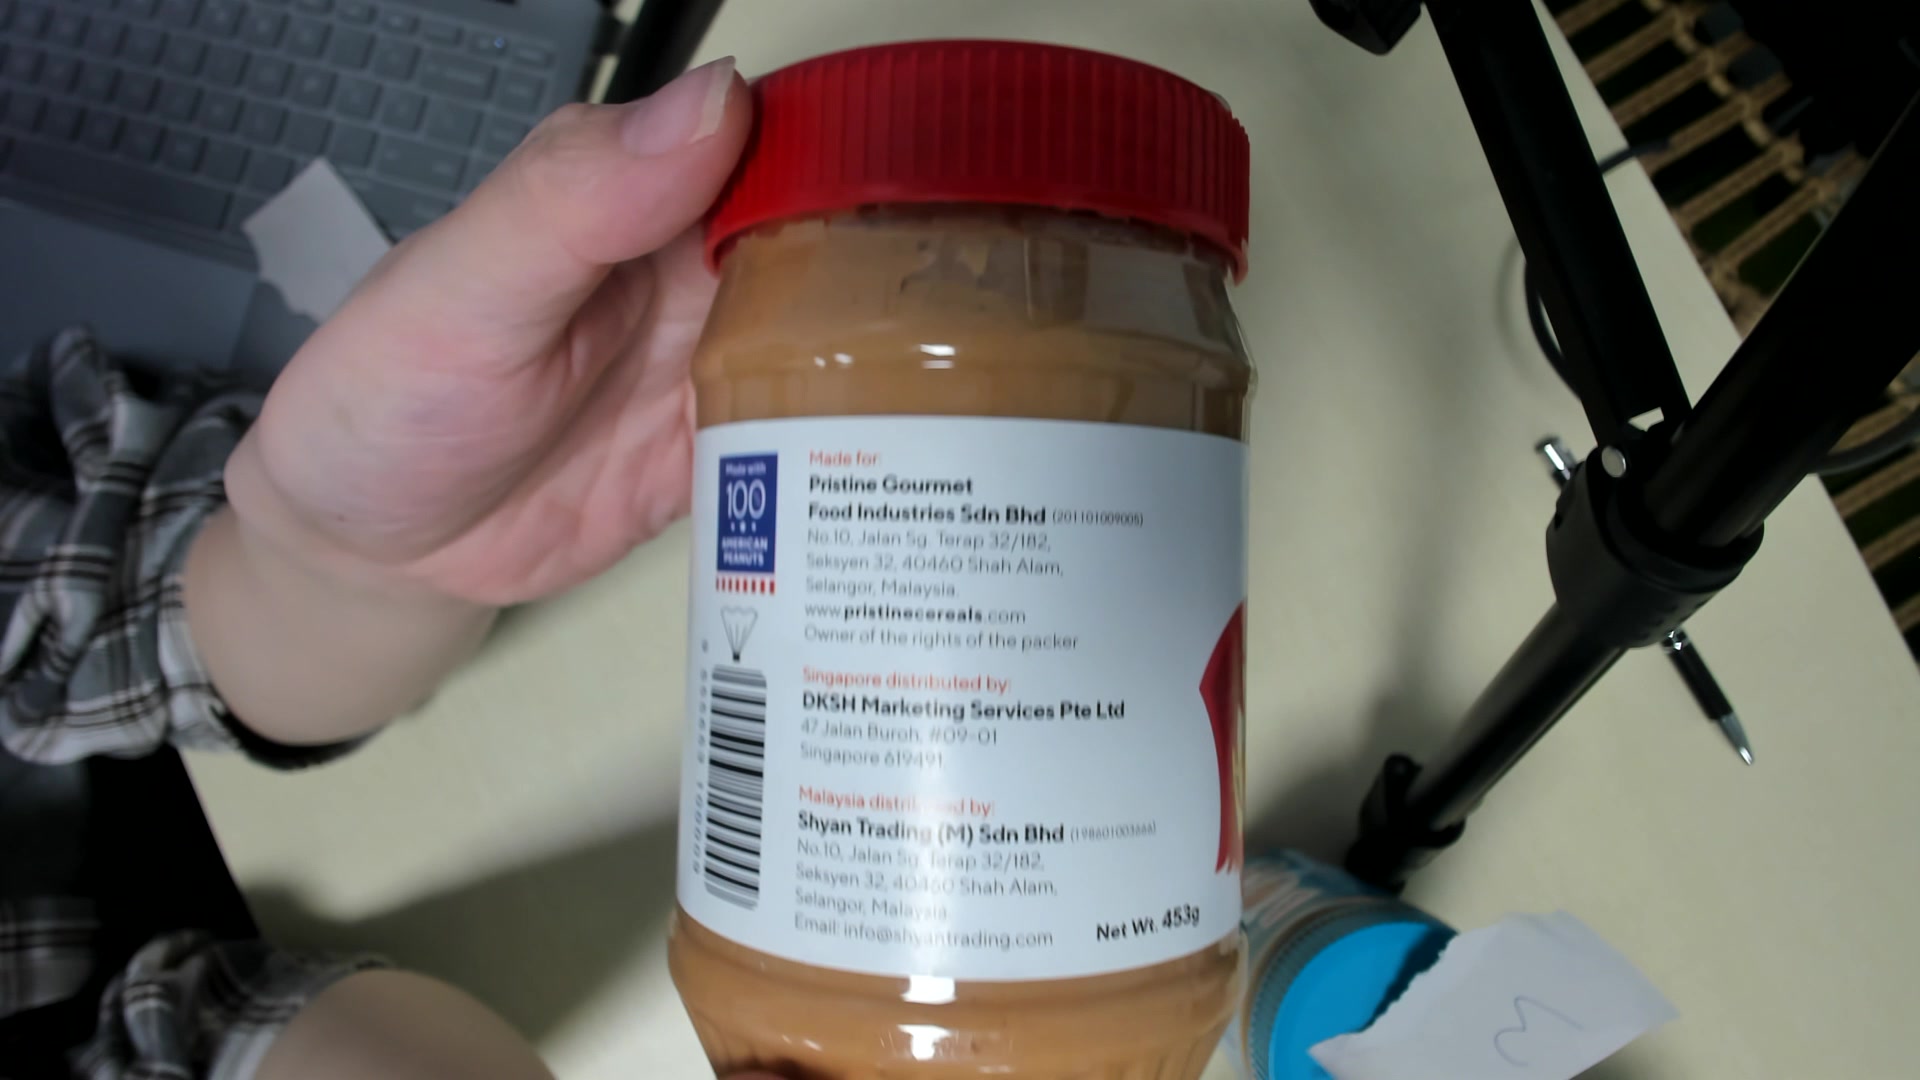 Made with
100%
AMERICAN
PEANUTS
Made for:
Pristine Gourmet
Food Industries Sdn Bhd (201101009005)
No.10, Jalan Sg. Terap 32/182,
Seksyen 32, 40460 Shah Alam,
Selangor, Malaysia.
www.pristinecereals.com
Owner of the rights of the packer
Singapore distributed by:
DKSH Marketing Services Pte Ltd
47 Jalan Buroh, #09-01
Singapore 619491.
Malaysia distributed by:
Shyan Trading (M) Sdn Bhd
No.10, Jalan Sg. Terap 32/182,
Seksyen 32, 40460 Shah Alam,
Selangor, Malaysia.
Email: info@shyantrading.com
Net Wt. 453g